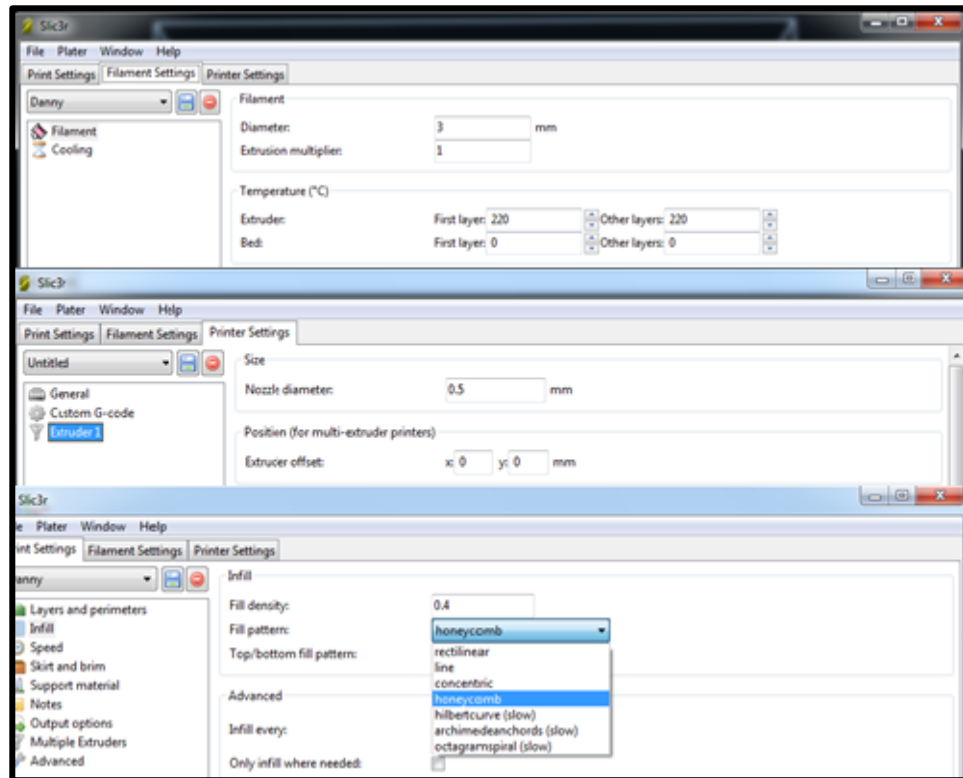 Slic3r
File Plater Window Help
Print Settings Filament Settings Printer Settings
Danny
Filament
Cooling
Filament
Diameter: 3 mm
Extrusion multiplier: 1
Temperature (°C)
Extruder: First layer: 220 Other layers: 220
Bed: First layer: 0 Other layers: 0
Slic3r
File Plater Window Help
Print Settings Filament Settings Printer Settings
Untitled
General
Custom G-code
Extruder 1
Size
Nozzle diameter: 0.5 mm
Position (for multi-extruder printers)
Extrucer offset: x: 0 y: 0 mm
Slic3r
e Plater Window Help
int Settings Filament Settings Printer Settings
anny
Layers and perimeters
Infill
Speed
Skirt and brim
Support material
Notes
Output options
Multiple Extruders
Advanced
Infill
Fill density: 0.4
Fill pattern: honeycomb
Top/bottom fill pattern:
rectilinear
line
concentric
honeycomb
hilbertcurve (slow)
archimedeanchords (slow)
octagramspiral (slow)
Advanced
Infill every:
Only infill where needed: